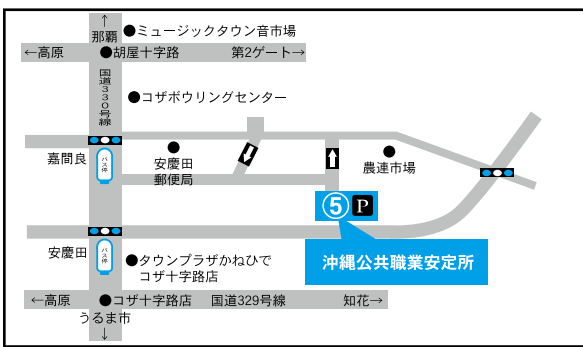 ↑
那覇
●ミュージックタウン音市場
←高原
●胡屋十字路
第2ゲート→
国道330号線
●コザボウリングセンター
嘉間良
バス停
安慶田
郵便局
農連市場
⑤ P
沖縄公共職業安定所
安慶田
バス停
●タウンプラザかねひで
コザ十字路店
←高原
●コザ十字路店
国道329号線
知花→
うるま市
↓